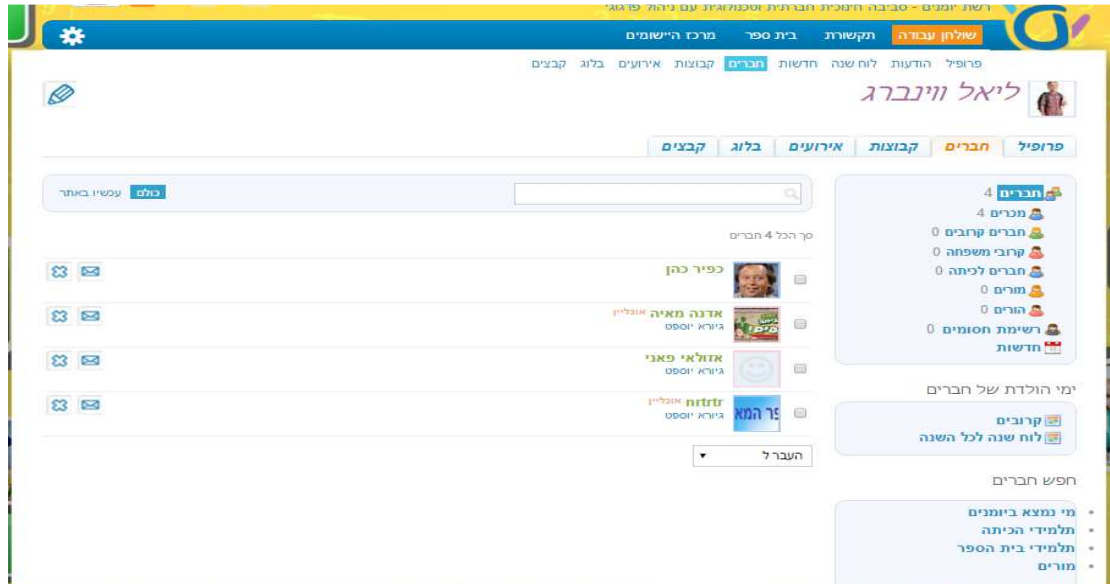 רשת יומנים - סביבה חינוכית חברתית וטכנולוגית עם ניהול פדגוגי
שולחן עבודה תקשורת בית ספר מרכז היישומים
פרופיל הודעות לוח שנה חדשות חברים קבוצות אירועים בלוג קבצים
ליאל ווינברג
פרופיל חברים קבוצות אירועים בלוג קבצים
חברים 4
מכרים 4
חברים קרובים 0
קרובי משפחה 0
חברים לכיתה 0
מורים 0
הורים 0
רשימת חסומים 0
חדשות
ימי הולדת של חברים
קרובים
לוח שנה לכל השנה
חפש חברים
מי נמצא ביומנים
תלמידי הכיתה
תלמידי בית הספר
מורים
כולם עכשיו באתר
סך הכל 4 חברים
כפיר כהן
אדנה מאיה אונליין
גיורא יוספט
אזולאי פאני
גיורא יוספט
nrtrtr אונליין
גיורא יוספט
פר המא
העבר ל